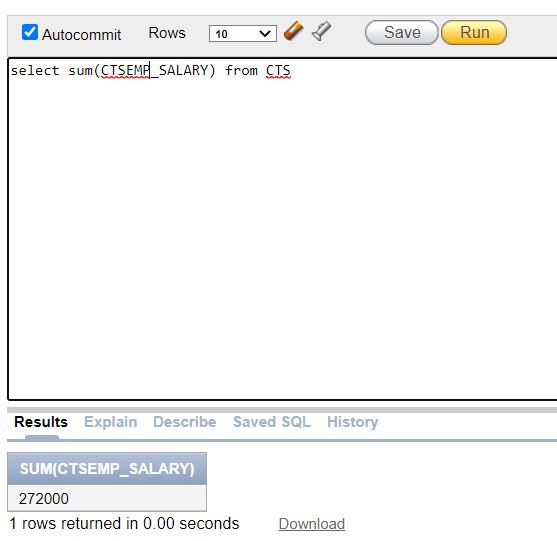 Autocommit Rows 10 Save Run
select sum(CTSEMP_SALARY) from CTS
Results Explain Describe Saved SQL History
SUM(CTSEMP_SALARY)
272000
1 rows returned in 0.00 seconds Download